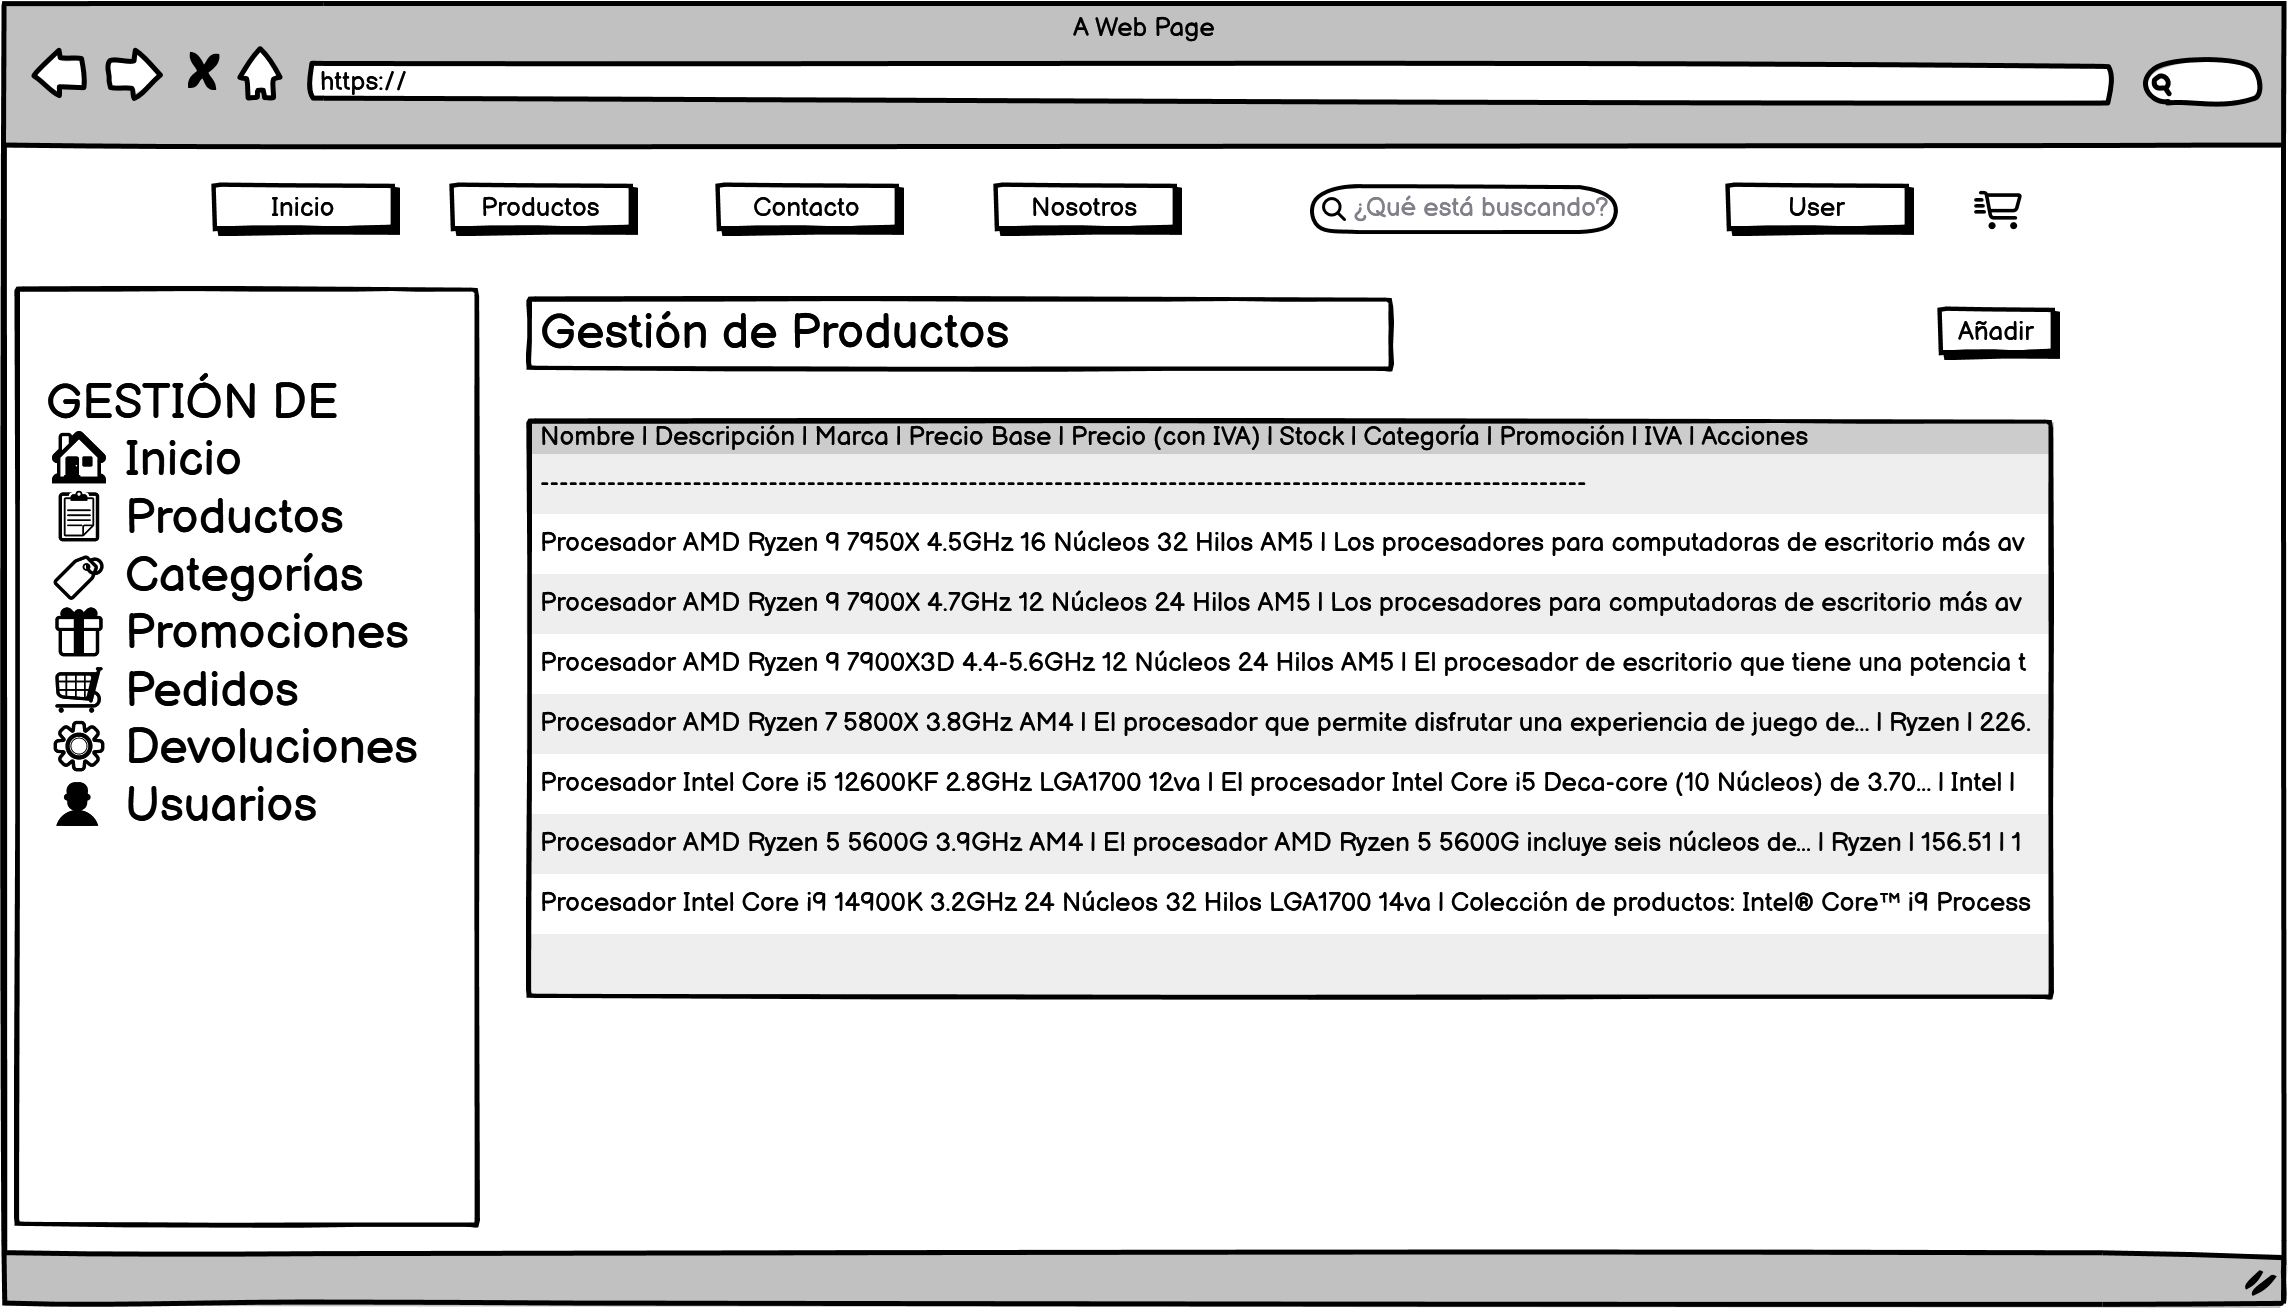 A Web Page
https://
Inicio
Productos
Contacto
Nosotros
¿Qué está buscando?
User
Gestión de Productos
Añadir
GESTIÓN DE
Inicio
Productos
Categorías
Promociones
Pedidos
Devoluciones
Usuarios
Nombre | Descripción | Marca | Precio Base | Precio (con IVA) | Stock | Categoría | Promoción | IVA | Acciones
--------------------------------------------------------------------------------------------------------------
Procesador AMD Ryzen 9 7950X 4.5GHz 16 Núcleos 32 Hilos AM5 | Los procesadores para computadoras de escritorio más av
Procesador AMD Ryzen 9 7900X 4.7GHz 12 Núcleos 24 Hilos AM5 | Los procesadores para computadoras de escritorio más av
Procesador AMD Ryzen 9 7900X3D 4.4-5.6GHz 12 Núcleos 24 Hilos AM5 | El procesador de escritorio que tiene una potencia t
Procesador AMD Ryzen 7 5800X 3.8GHz AM4 | El procesador que permite disfrutar una experiencia de juego de... | Ryzen | 226.
Procesador Intel Core i5 12600KF 2.8GHz LGA1700 12va | El procesador Intel Core i5 Deca-core (10 Núcleos) de 3.70... | Intel |
Procesador AMD Ryzen 5 5600G 3.9GHz AM4 | El procesador AMD Ryzen 5 5600G incluye seis núcleos de... | Ryzen | 156.51 | 1
Procesador Intel Core i9 14900K 3.2GHz 24 Núcleos 32 Hilos LGA1700 14va | Colección de productos: Intel® Core™ i9 Process